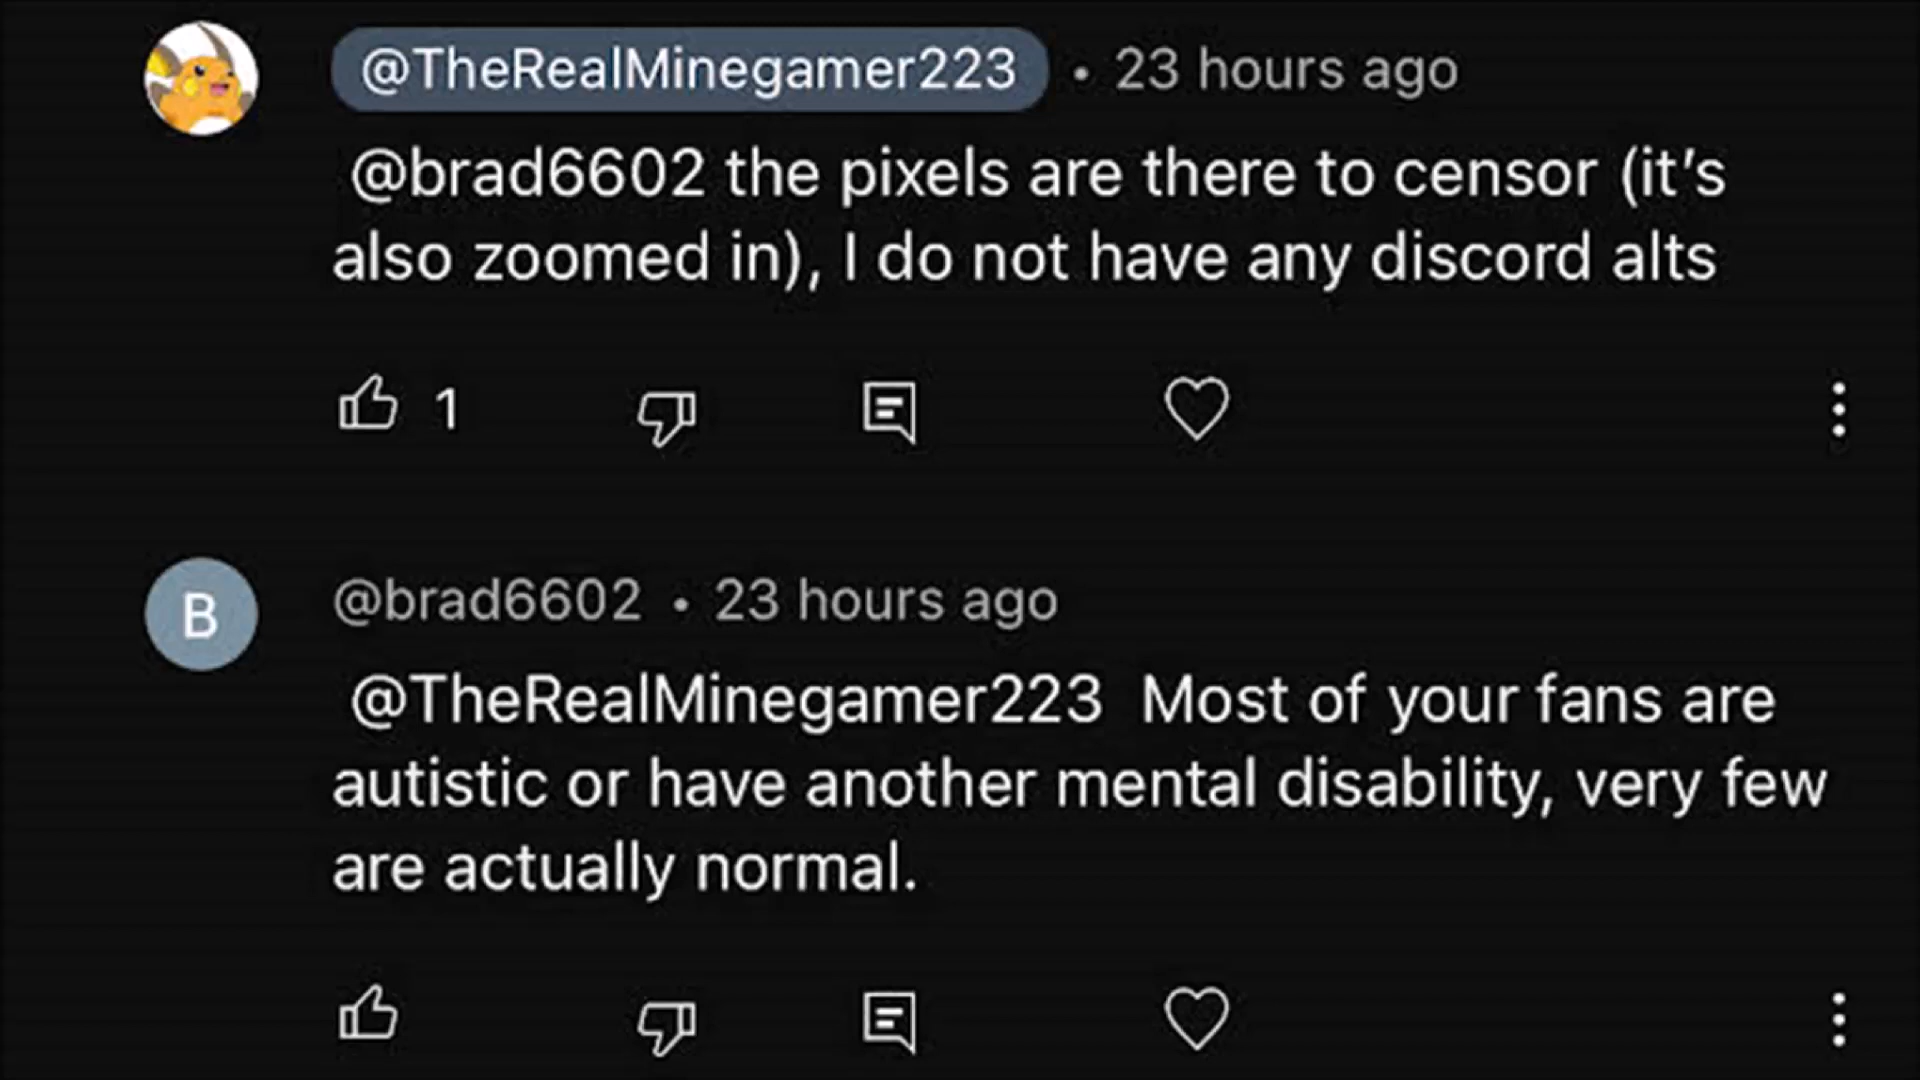 @TheRealMinegamer223 • 23 hours ago
@brad6602 the pixels are there to censor (it's
also zoomed in), I do not have any discord alts
1
B
@brad6602 • 23 hours ago
@TheRealMinegamer223 Most of your fans are
autistic or have another mental disability, very few
are actually normal.